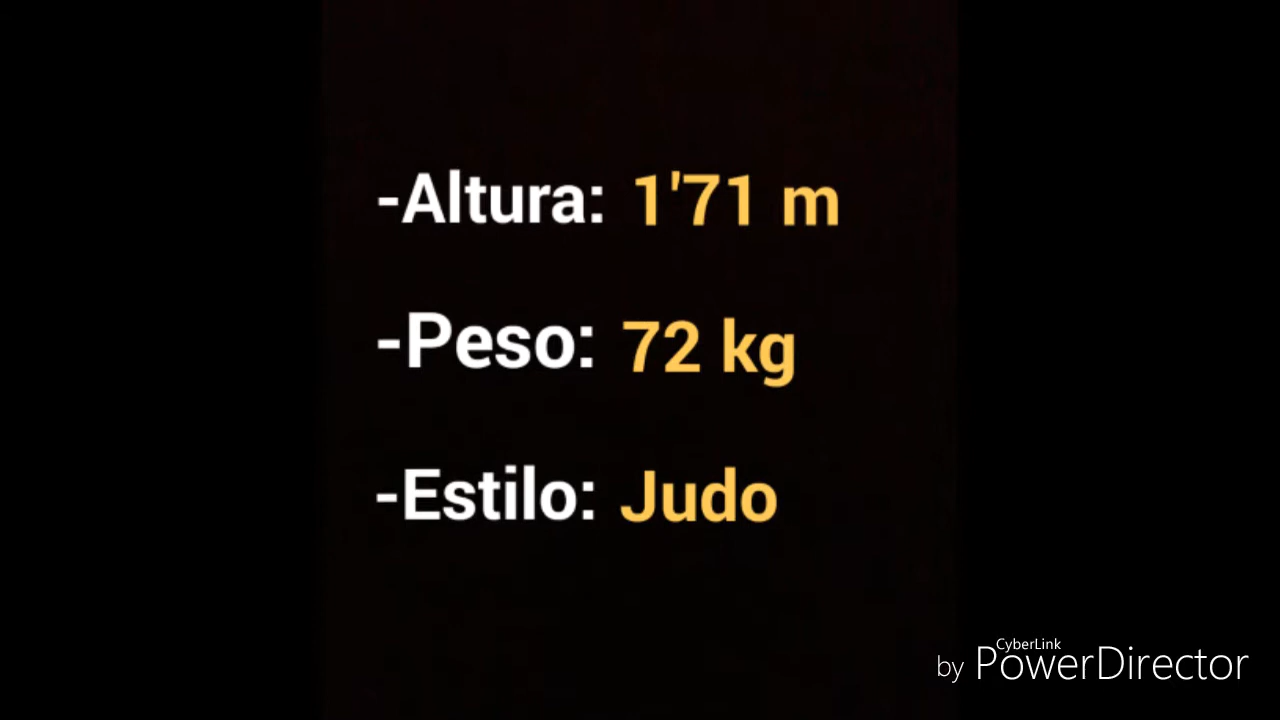 -Altura: 1'71 m
-Peso: 72 kg
-Estilo: Judo
CyberLink
by PowerDirector